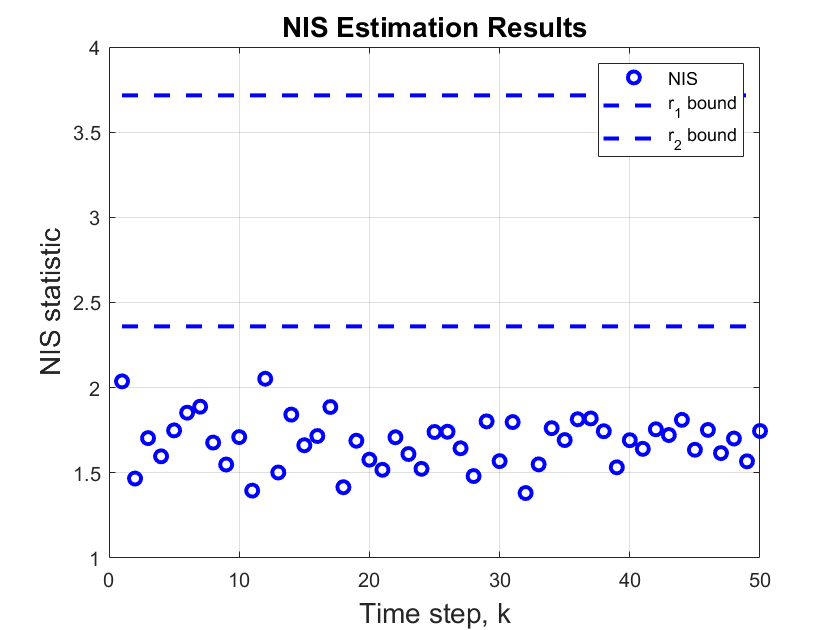 NIS Estimation Results
NIS
r₁ bound
r₂ bound
4
3.5
3
2.5
2
1.5
1
NIS statistic
0 10 20 30 40 50
Time step, k